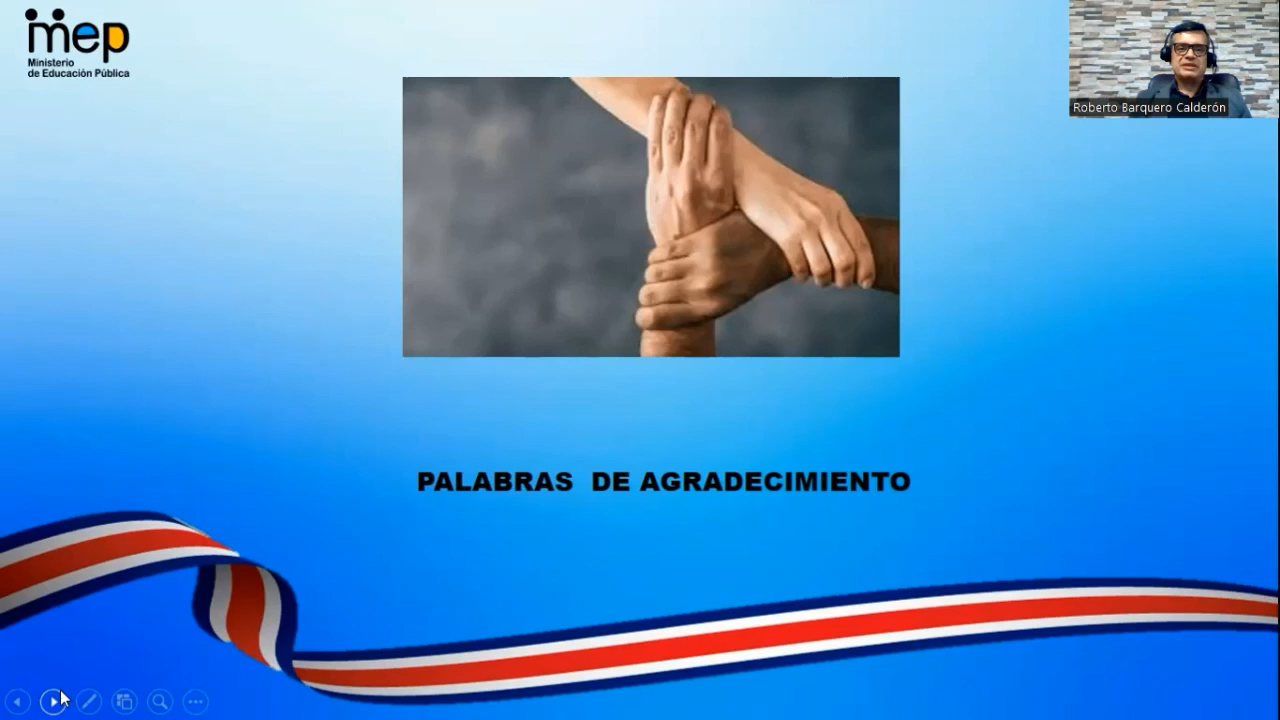 mep
Ministerio
de Educación Pública
Roberto Barquero Calderón
PALABRAS DE AGRADECIMIENTO